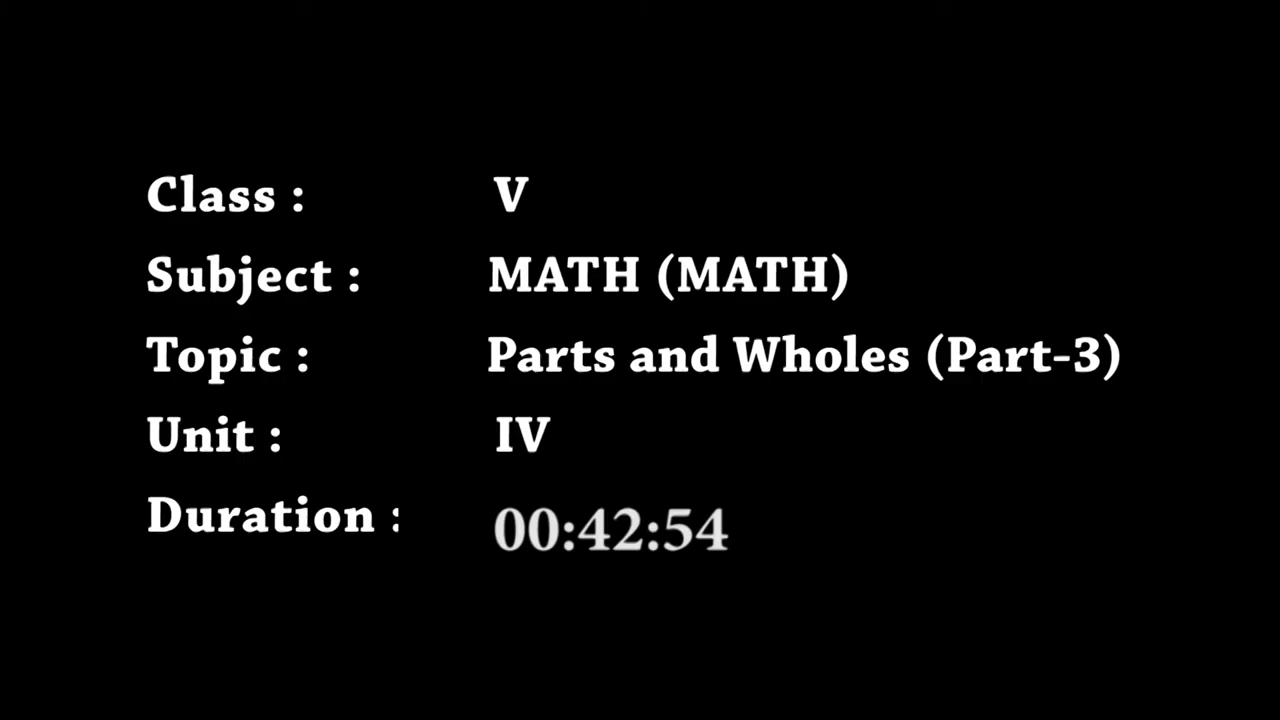 Class : V
Subject : MATH (MATH)
Topic : Parts and Wholes (Part-3)
Unit : IV
Duration : 00:42:54